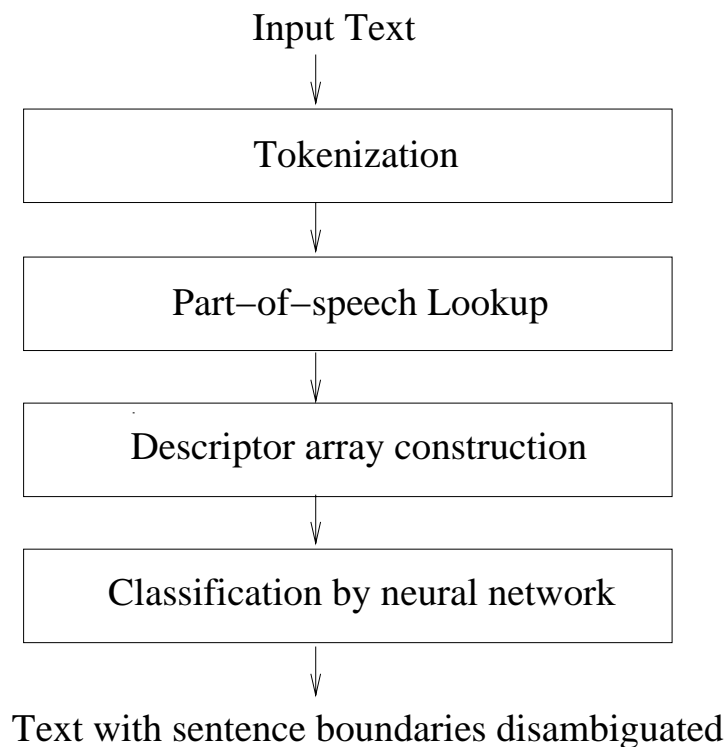 Input Text
Tokenization
Part−of−speech Lookup
Descriptor array construction
Classification by neural network
Text with sentence boundaries disambiguated